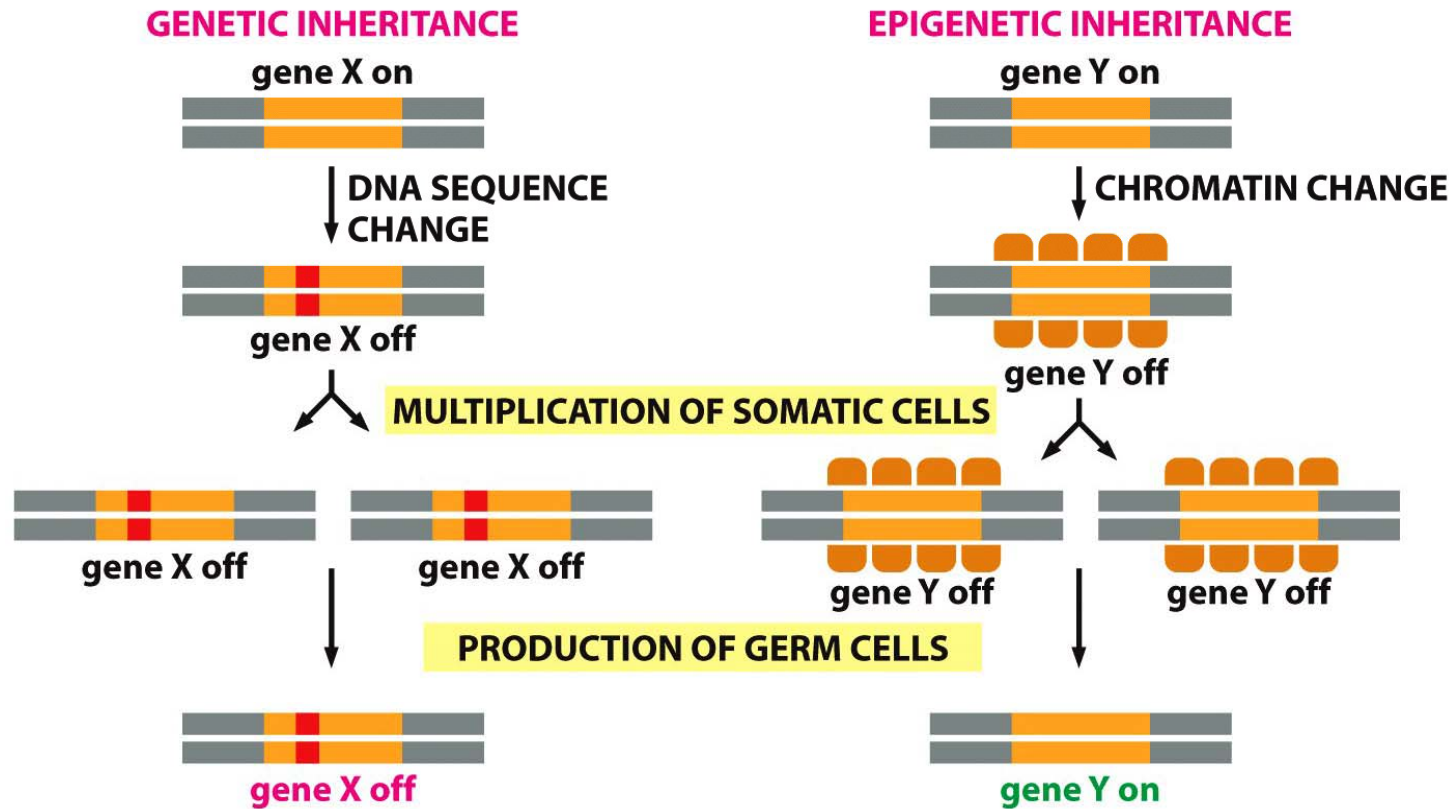 GENETIC INHERITANCE
EPIGENETIC INHERITANCE
gene X on
gene Y on
DNA SEQUENCE
CHANGE
CHROMATIN CHANGE
gene X off
gene Y off
MULTIPLICATION OF SOMATIC CELLS
gene X off
gene X off
gene Y off
gene Y off
PRODUCTION OF GERM CELLS
gene X off
gene Y on